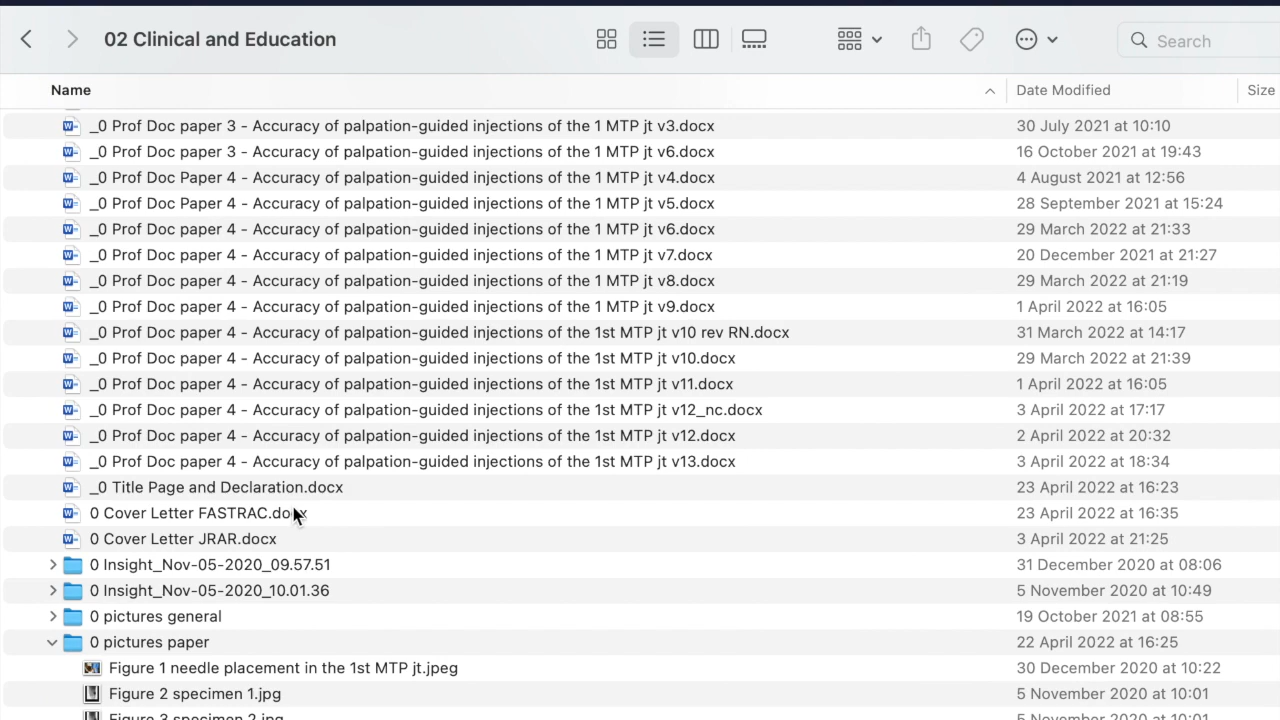 02 Clinical and Education
Search
Name Date Modified Size
_0 Prof Doc paper 3 - Accuracy of palpation-guided injections of the 1 MTP jt v3.docx 30 July 2021 at 10:10
_0 Prof Doc paper 3 - Accuracy of palpation-guided injections of the 1 MTP jt v6.docx 16 October 2021 at 19:43
_0 Prof Doc Paper 4 - Accuracy of palpation-guided injections of the 1 MTP jt v4.docx 4 August 2021 at 12:56
_0 Prof Doc Paper 4 - Accuracy of palpation-guided injections of the 1 MTP jt v5.docx 28 September 2021 at 15:24
_0 Prof Doc paper 4 - Accuracy of palpation-guided injections of the 1 MTP jt v6.docx 29 March 2022 at 21:33
_0 Prof Doc paper 4 - Accuracy of palpation-guided injections of the 1 MTP jt v7.docx 20 December 2021 at 21:27
_0 Prof Doc paper 4 - Accuracy of palpation-guided injections of the 1 MTP jt v8.docx 29 March 2022 at 21:19
_0 Prof Doc paper 4 - Accuracy of palpation-guided injections of the 1 MTP jt v9.docx 1 April 2022 at 16:05
_0 Prof Doc paper 4 - Accuracy of palpation-guided injections of the 1st MTP jt v10 rev RN.docx 31 March 2022 at 14:17
_0 Prof Doc paper 4 - Accuracy of palpation-guided injections of the 1st MTP jt v10.docx 29 March 2022 at 21:39
_0 Prof Doc paper 4 - Accuracy of palpation-guided injections of the 1st MTP jt v11.docx 1 April 2022 at 16:05
_0 Prof Doc paper 4 - Accuracy of palpation-guided injections of the 1st MTP jt v12_nc.docx 3 April 2022 at 17:17
_0 Prof Doc paper 4 - Accuracy of palpation-guided injections of the 1st MTP jt v12.docx 2 April 2022 at 20:32
_0 Prof Doc paper 4 - Accuracy of palpation-guided injections of the 1st MTP jt v13.docx 3 April 2022 at 18:34
_0 Title Page and Declaration.docx 23 April 2022 at 16:23
0 Cover Letter FASTRAC.docx 23 April 2022 at 16:35
0 Cover Letter JRAR.docx 3 April 2022 at 21:25
0 Insight_Nov-05-2020_09.57.51 31 December 2020 at 08:06
0 Insight_Nov-05-2020_10.01.36 5 November 2020 at 10:49
0 pictures general 19 October 2021 at 08:55
0 pictures paper 22 April 2022 at 16:25
Figure 1 needle placement in the 1st MTP jt.jpeg 30 December 2020 at 10:22
Figure 2 specimen 1.jpg 5 November 2020 at 10:01
Figure 3 specimen 2.jpg 5 November 2020 at 10:01